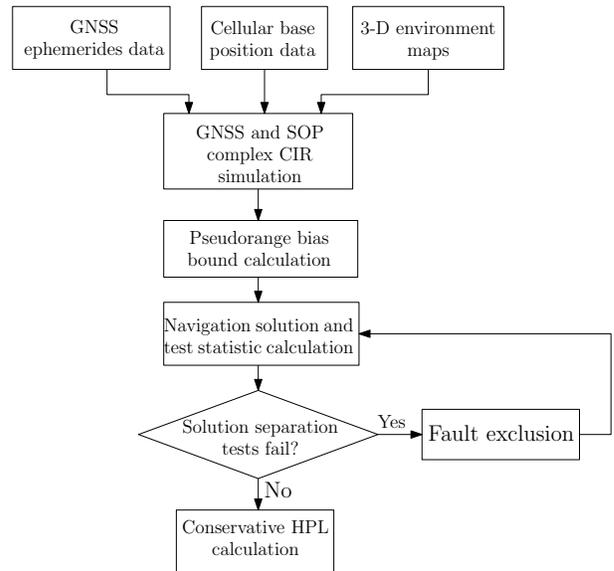 GNSS
ephemerides data
Cellular base
position data
3-D environment
maps
GNSS and SOP
complex CIR
simulation
Pseudorange bias
bound calculation
Navigation solution and
test statistic calculation
Solution separation
tests fail?
Yes
Fault exclusion
No
Conservative HPL
calculation